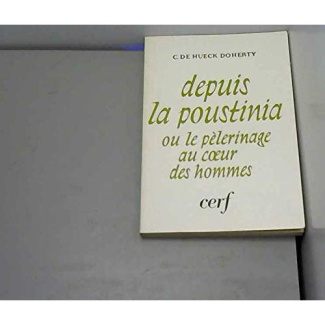 C. DE HUECK DOHERTY
depuis
la poustinia
ou le pèlerinage
au cœur
des hommes
cerf